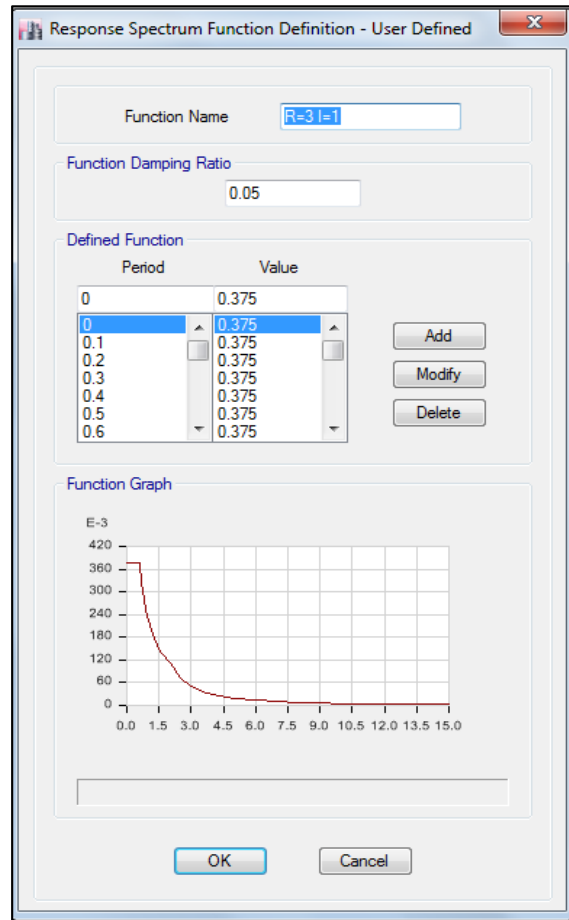 Response Spectrum Function Definition - User Defined
Function Name R=3 I=1
Function Damping Ratio
0.05
Defined Function
Period Value
0 0.375
0 0.375
0.1 0.375
0.2 0.375
0.3 0.375
0.4 0.375
0.5 0.375
0.6 0.375
Add
Modify
Delete
Function Graph
E-3
420
360
300
240
180
120
60
0
0.0 1.5 3.0 4.5 6.0 7.5 9.0 10.5 12.0 13.5 15.0
OK Cancel